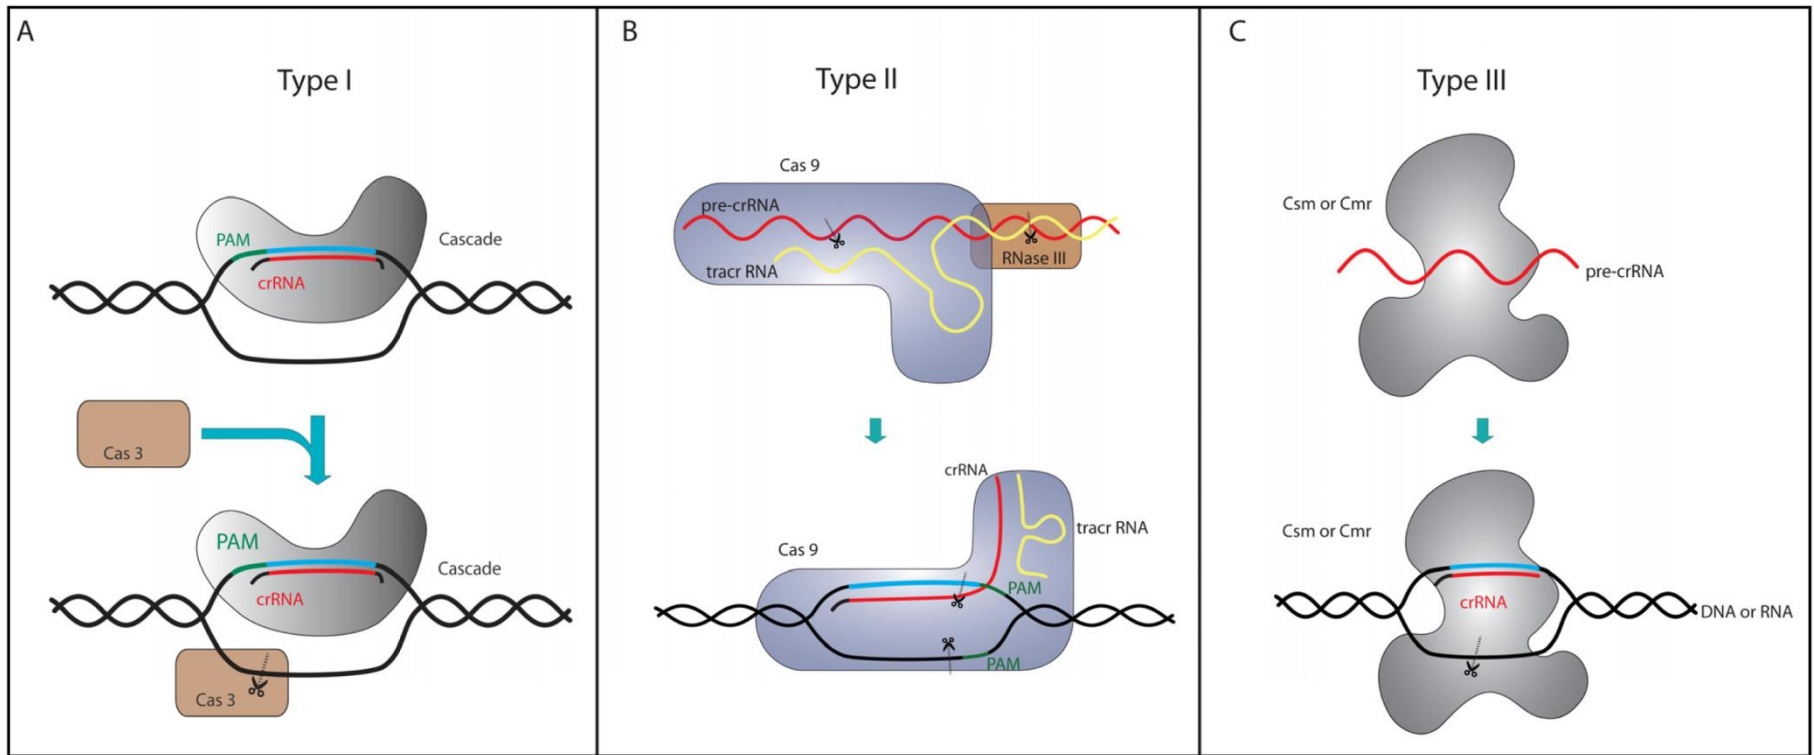 A
Type I
PAM
Cascade
crRNA
Cas 3
PAM
Cascade
crRNA
Cas 3
B
Type II
Cas 9
pre-crRNA
tracr RNA
RNase III
crRNA
tracr RNA
Cas 9
PAM
PAM
C
Type III
Csm or Cmr
pre-crRNA
Csm or Cmr
crRNA
DNA or RNA